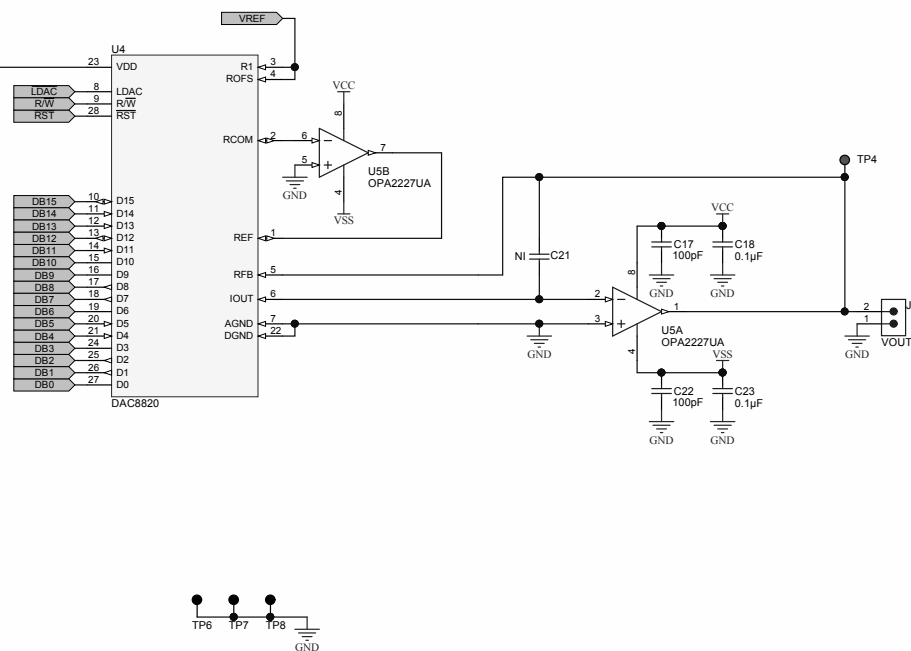 VREF
U4
23 VDD R1 3
ROFS 4
LDAC 8 LDAC
R/W 9 R/W
RST 28 RST
VCC
8
RCOM 2 6 − 7
5 +
GND
U5B
OPA2227UA
4
VSS
TP4
DB15 10 D15
DB14 11 D14
DB13 12 D13
DB12 13 D12 REF 1
DB11 14 D11
DB10 15 D10
DB9 16 D9 RFB 5
DB8 17 D8
DB7 18 D7 IOUT 6
DB6 19 D6
DB5 20 D5 AGND 7
DB4 21 D4 DGND 22
DB3 24 D3
DB2 25 D2
DB1 26 D1
DB0 27 D0
DAC8820
NI C21
GND
VCC
C17
100pF
C18
0.1µF
GND GND
8
2 − 1
3 +
U5A
OPA2227UA
4
VSS
C22
100pF
C23
0.1µF
GND GND
J
2
1
GND
VOUT
TP6 TP7 TP8
GND